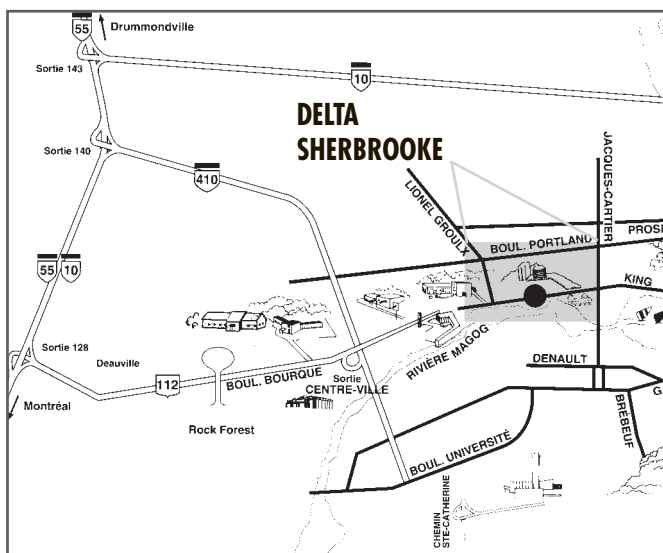 55
Drummondville
Sortie 143
10
DELTA
SHERBROOKE
Sortie 140
410
JACQUES-CARTIER
LIONEL GROULX
BOUL. PORTLAND
PROSP
55
10
KING
Sortie 128
Deauville
RIVIÈRE MAGOG
112
BOUL. BOURQUE
Sortie
CENTRE-VILLE
DENAULT
G
Montréal
Rock Forest
BOUL. UNIVERSITÉ
BRÉBEUF
CHEMIN
STE-CATHERINE